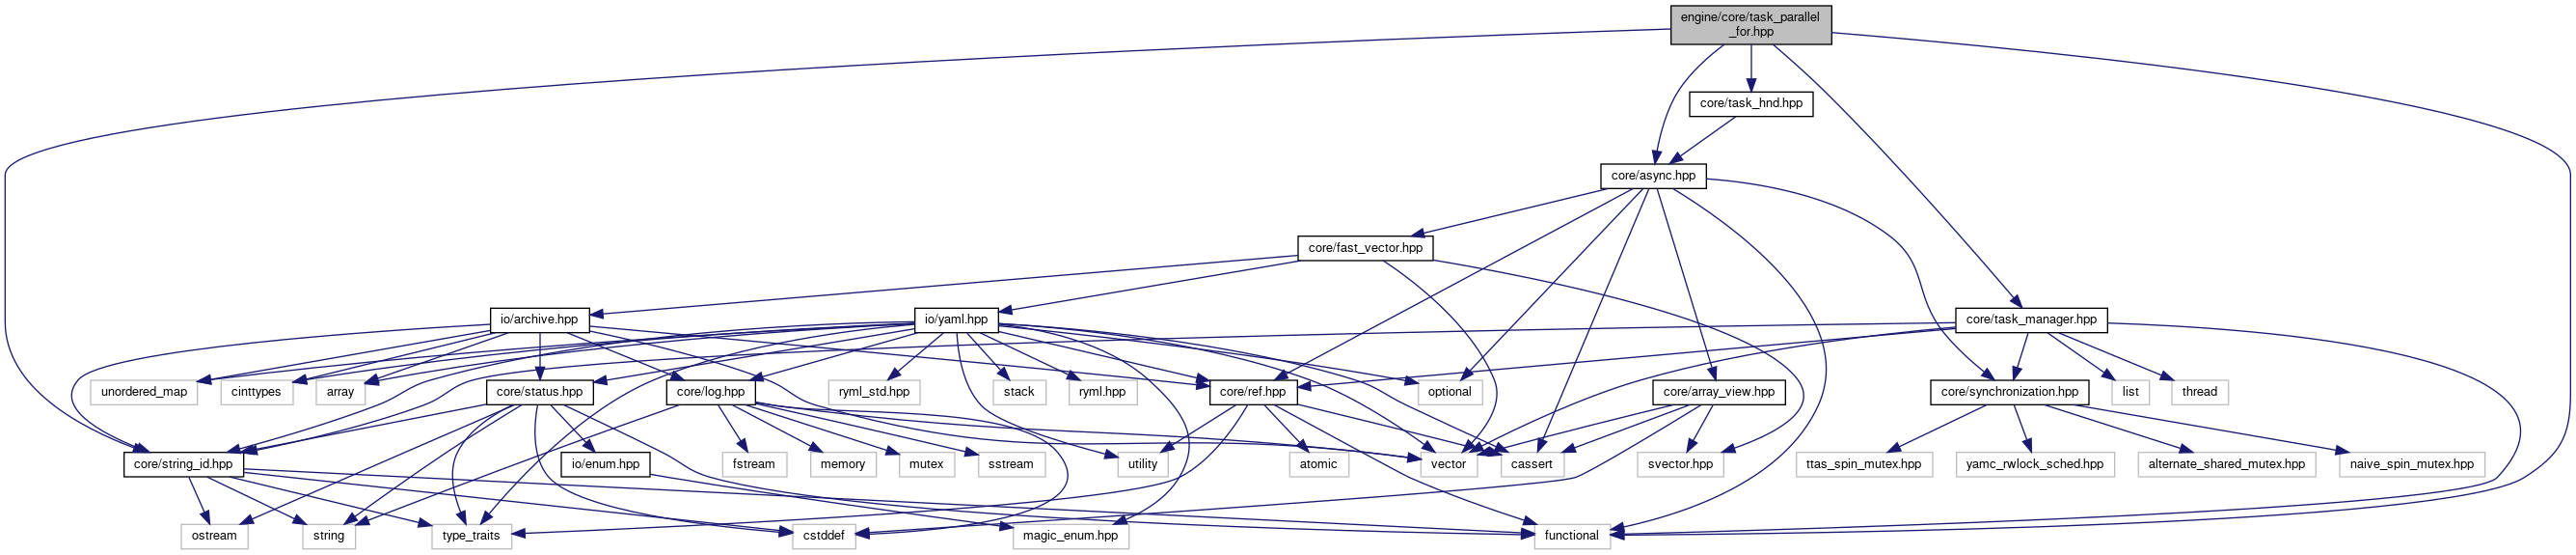 engine/core/task_parallel
_for.hpp
core/task_hnd.hpp
core/async.hpp
core/fast_vector.hpp
io/archive.hpp
io/yaml.hpp
core/task_manager.hpp
unordered_map
cinttypes
array
core/status.hpp
core/log.hpp
ryml_std.hpp
stack
ryml.hpp
core/ref.hpp
optional
core/array_view.hpp
core/synchronization.hpp
list
thread
core/string_id.hpp
io/enum.hpp
fstream
memory
mutex
sstream
utility
atomic
vector
cassert
svector.hpp
ttas_spin_mutex.hpp
yamc_rwlock_sched.hpp
alternate_shared_mutex.hpp
naive_spin_mutex.hpp
ostream
string
type_traits
cstddef
magic_enum.hpp
functional